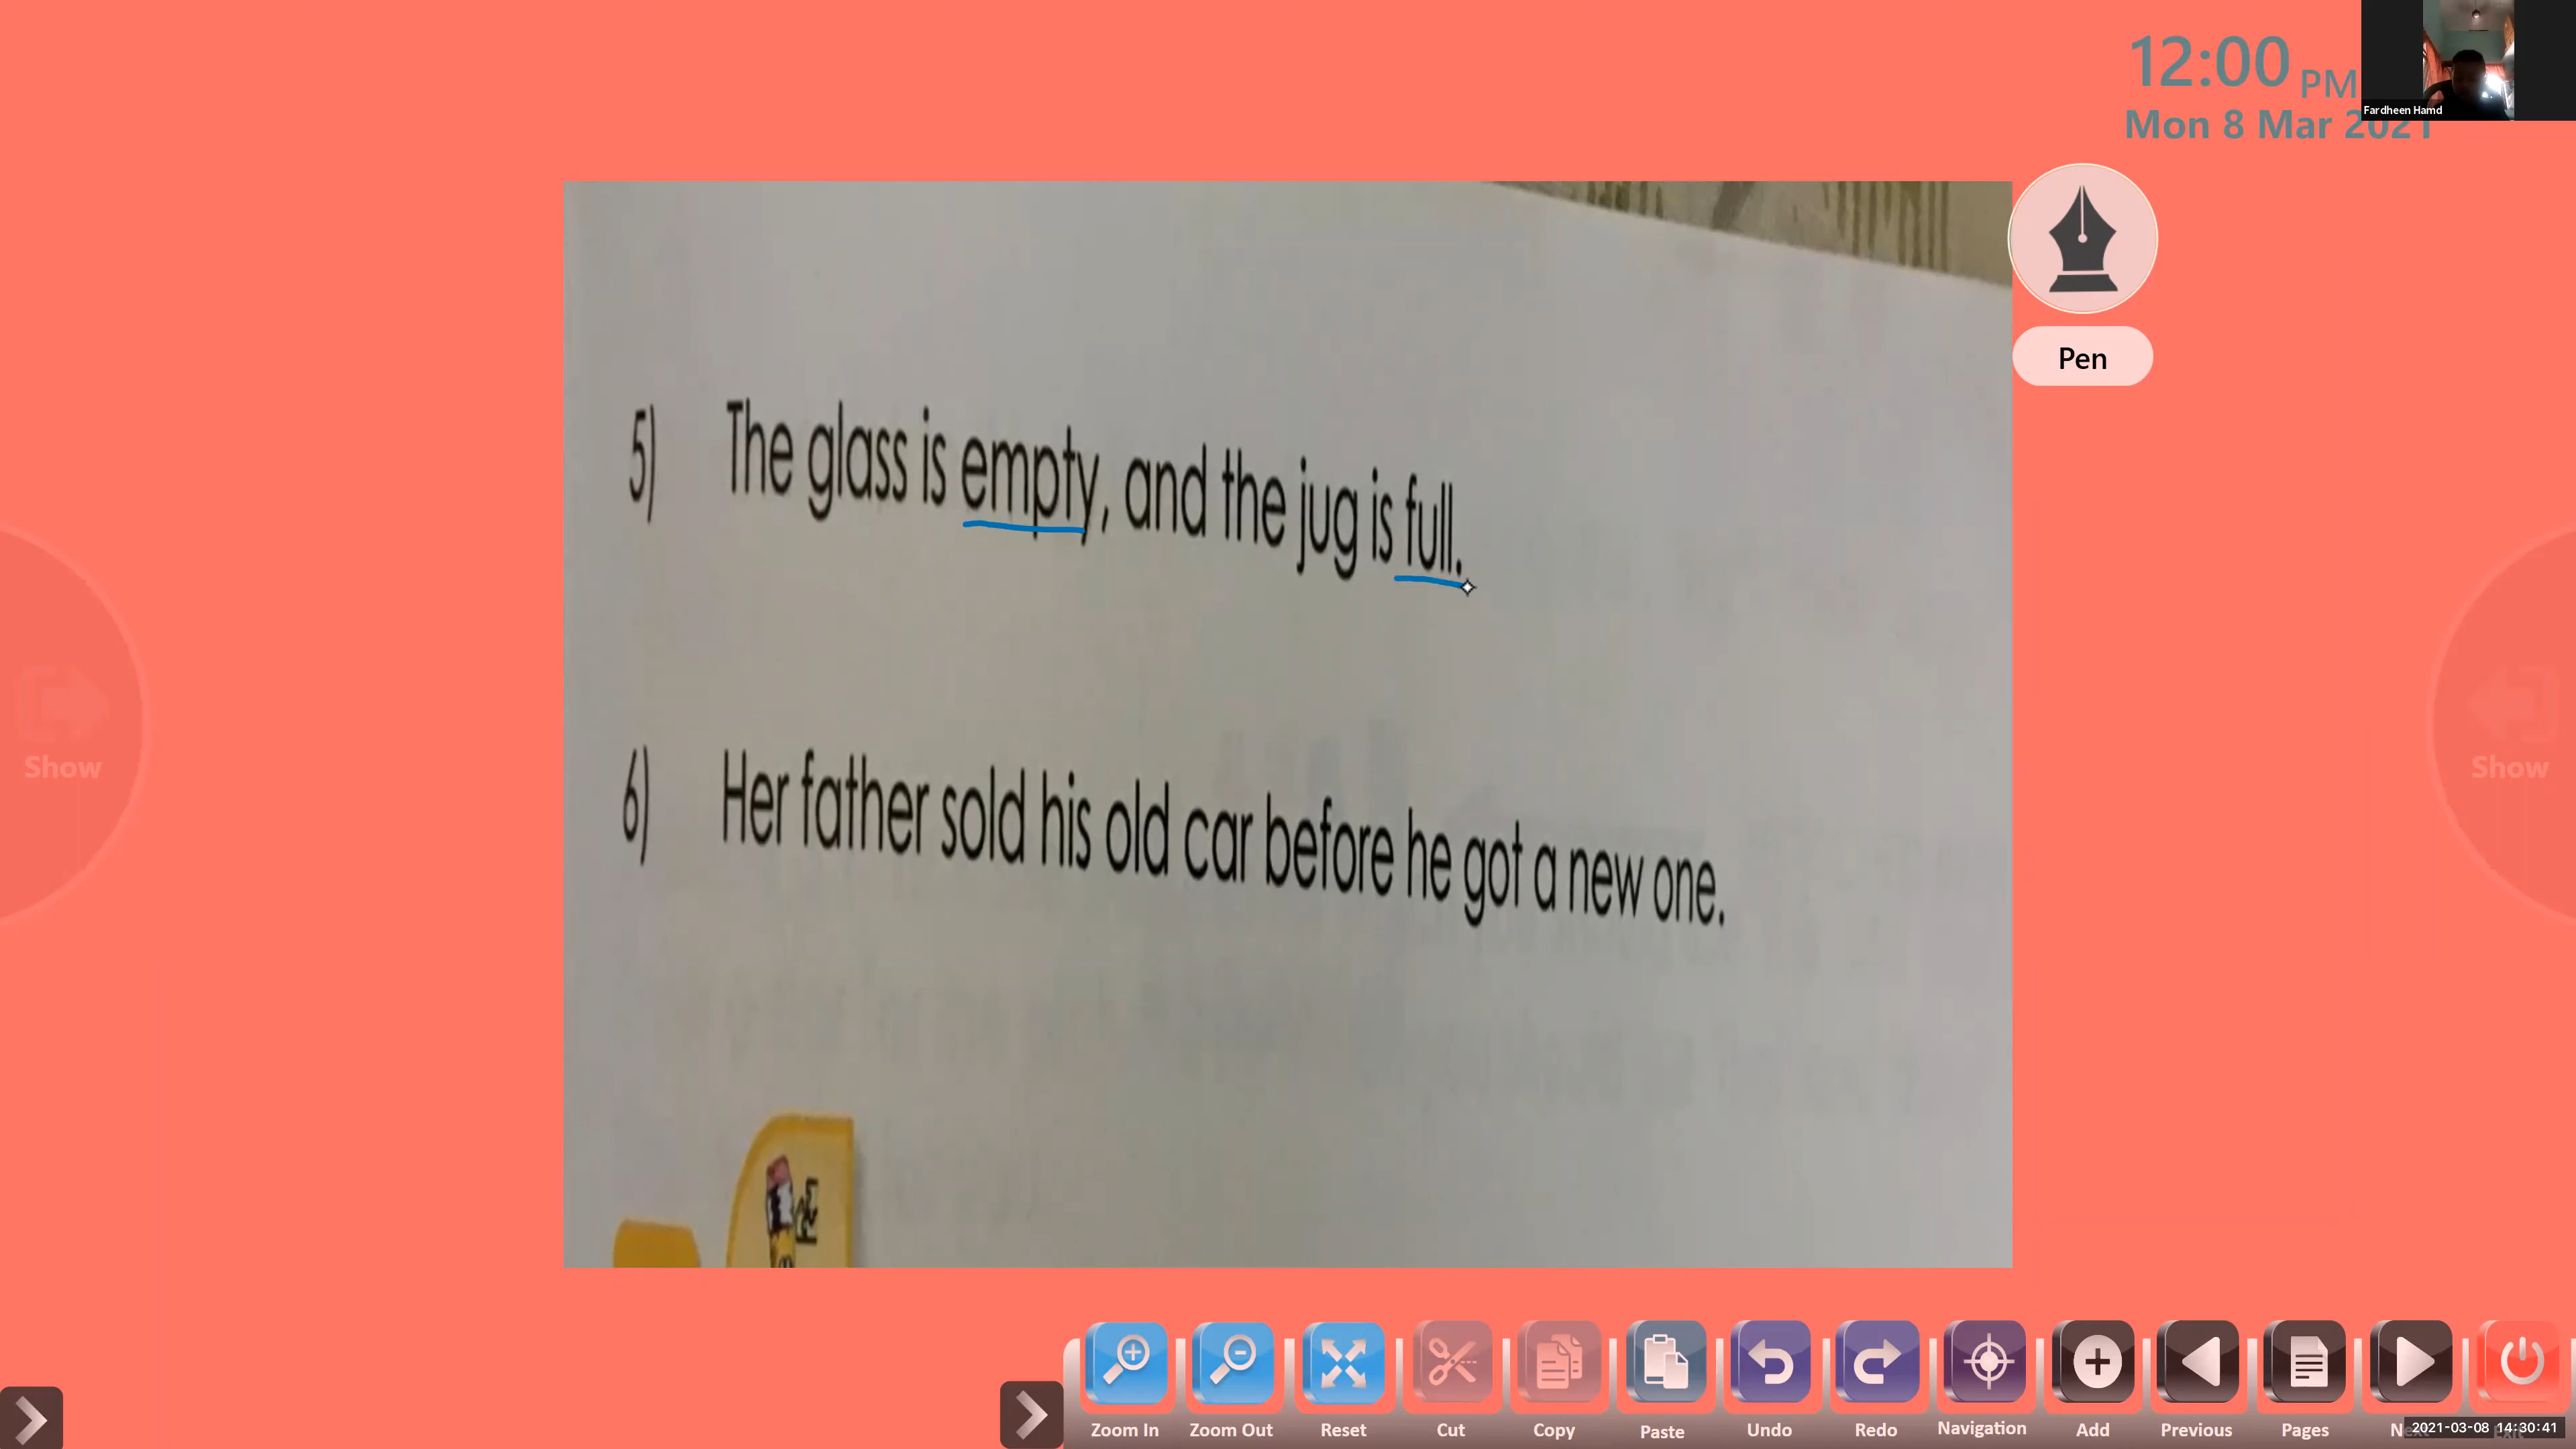 12:00 PM
Mon 8 Mar 2021
Fardheen Hamd
Pen
5) The glass is empty, and the jug is full.
6) Her father sold his old car before he got a new one.
Show
Show
Zoom In Zoom Out Reset Cut Copy Paste Undo Redo Navigation Add Previous Pages
2021-03-08 14:30:41